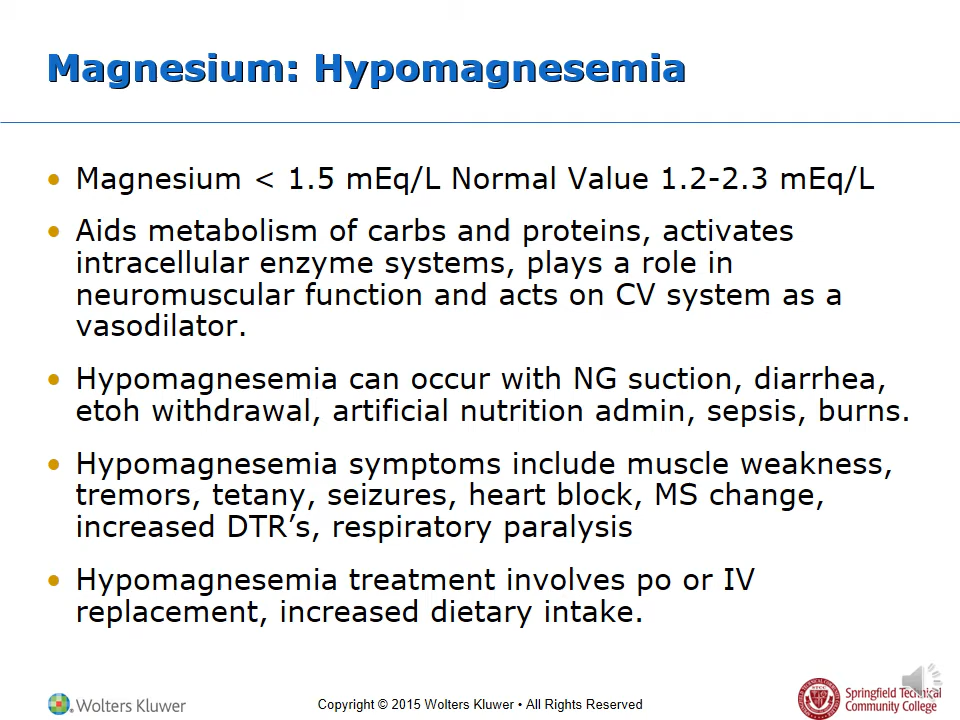 Magnesium: Hypomagnesemia
• Magnesium < 1.5 mEq/L Normal Value 1.2-2.3 mEq/L
• Aids metabolism of carbs and proteins, activates
intracellular enzyme systems, plays a role in
neuromuscular function and acts on CV system as a
vasodilator.
• Hypomagnesemia can occur with NG suction, diarrhea,
etoh withdrawal, artificial nutrition admin, sepsis, burns.
• Hypomagnesemia symptoms include muscle weakness,
tremors, tetany, seizures, heart block, MS change,
increased DTR’s, respiratory paralysis
• Hypomagnesemia treatment involves po or IV
replacement, increased dietary intake.
Wolters Kluwer
Copyright © 2015 Wolters Kluwer • All Rights Reserved
Springfield Technical
Community College